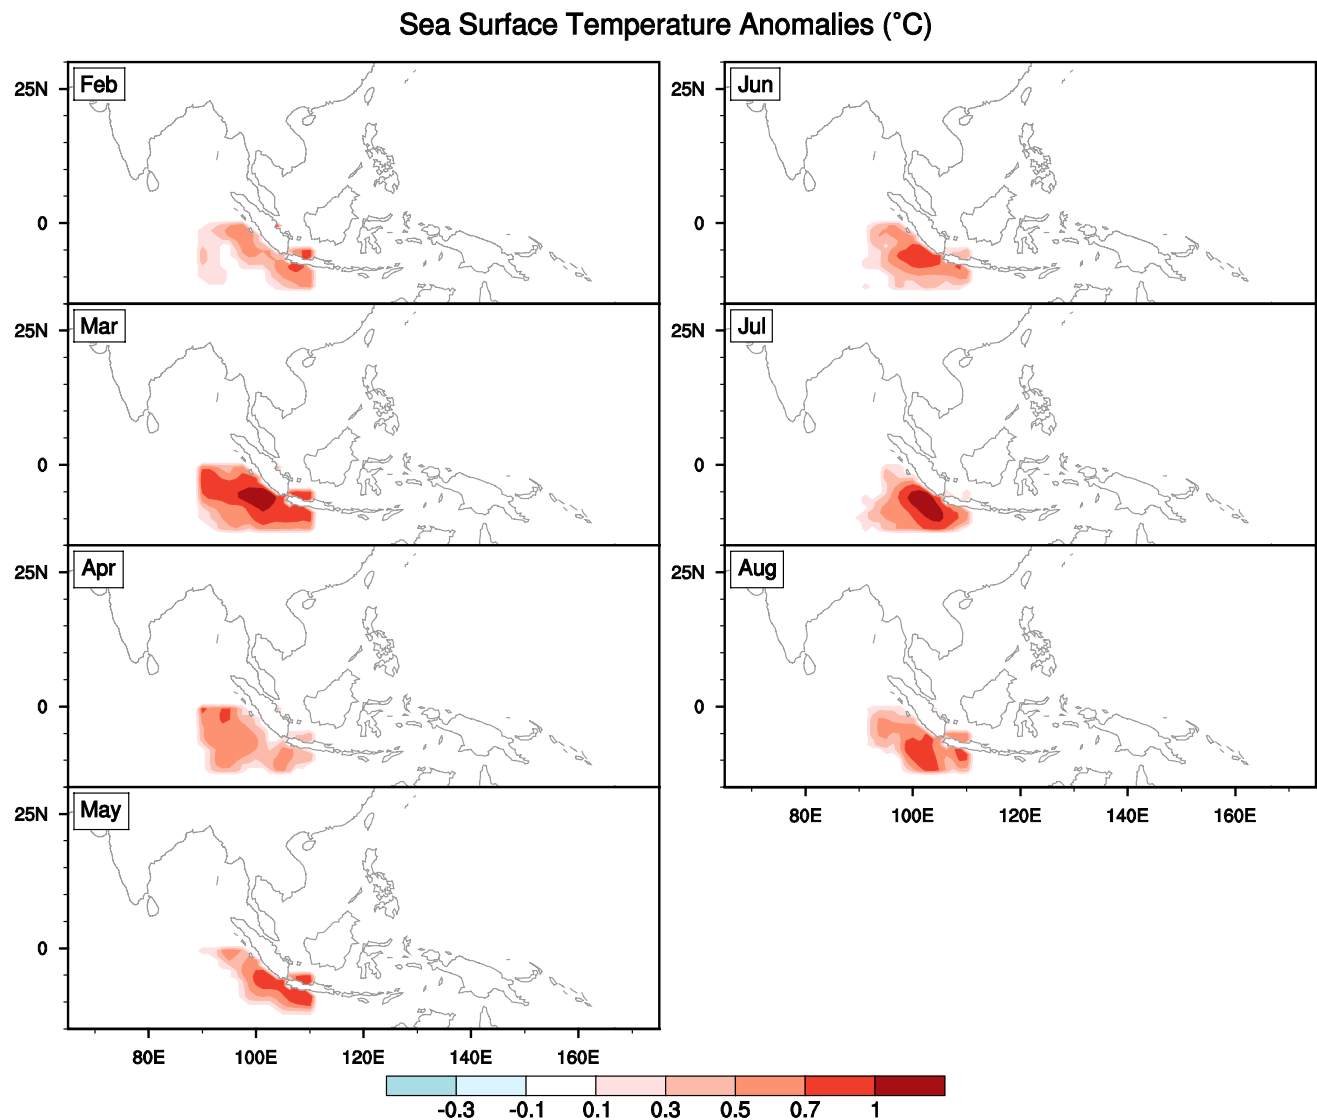 Sea Surface Temperature Anomalies (°C)
Feb
25N
0
Jun
25N
0
Mar
25N
0
Jul
25N
0
Apr
25N
0
Aug
25N
0
80E 100E 120E 140E 160E
May
25N
0
80E 100E 120E 140E 160E
-0.3 -0.1 0.1 0.3 0.5 0.7 1